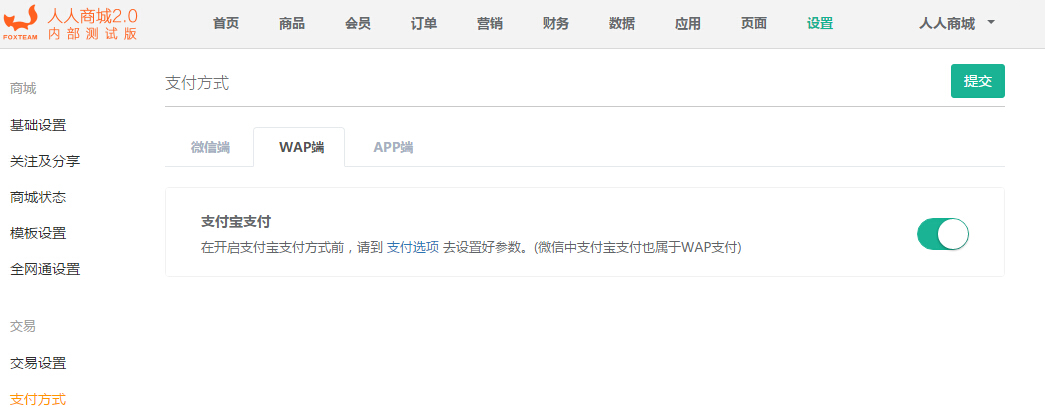 人人商城2.0
FOXTEAM 内部测试版
首页 商品 会员 订单 营销 财务 数据 应用 页面 设置 人人商城
商城
基础设置
关注及分享
商城状态
模板设置
全网通设置
交易
交易设置
支付方式
支付方式 提交
微信端 WAP端 APP端
支付宝支付
在开启支付宝支付方式前，请到 支付选项 去设置好参数。(微信中支付宝支付也属于WAP支付)